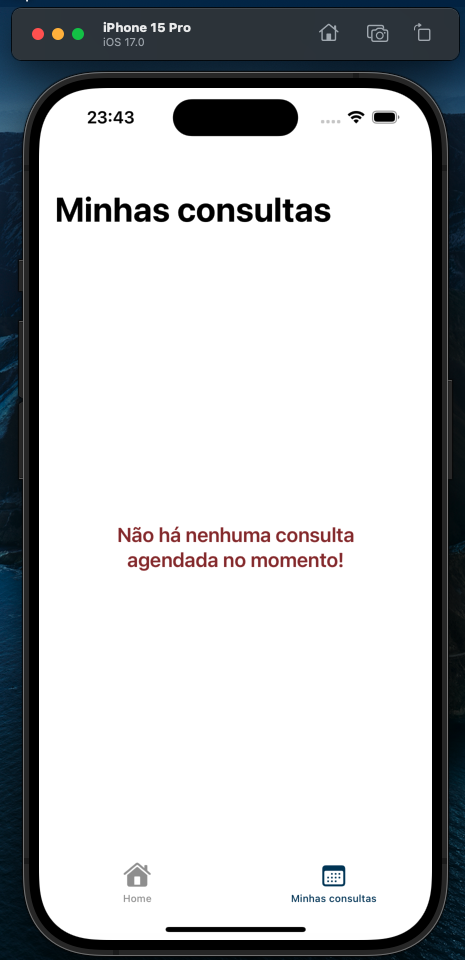 iPhone 15 Pro
iOS 17.0
23:43
Minhas consultas
Não há nenhuma consulta
agendada no momento!
Home
Minhas consultas